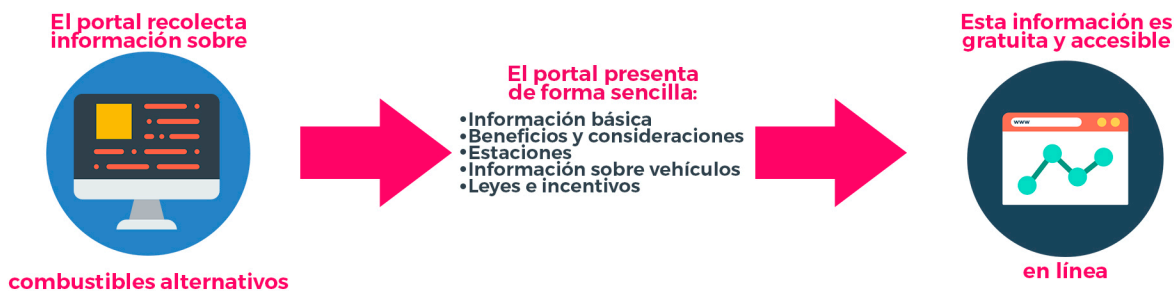 El portal recolecta
información sobre
combustibles alternativos
El portal presenta
de forma sencilla:
•Información básica
•Beneficios y consideraciones
•Estaciones
•Información sobre vehículos
•Leyes e incentivos
Esta información es
gratuita y accesible
www
en línea